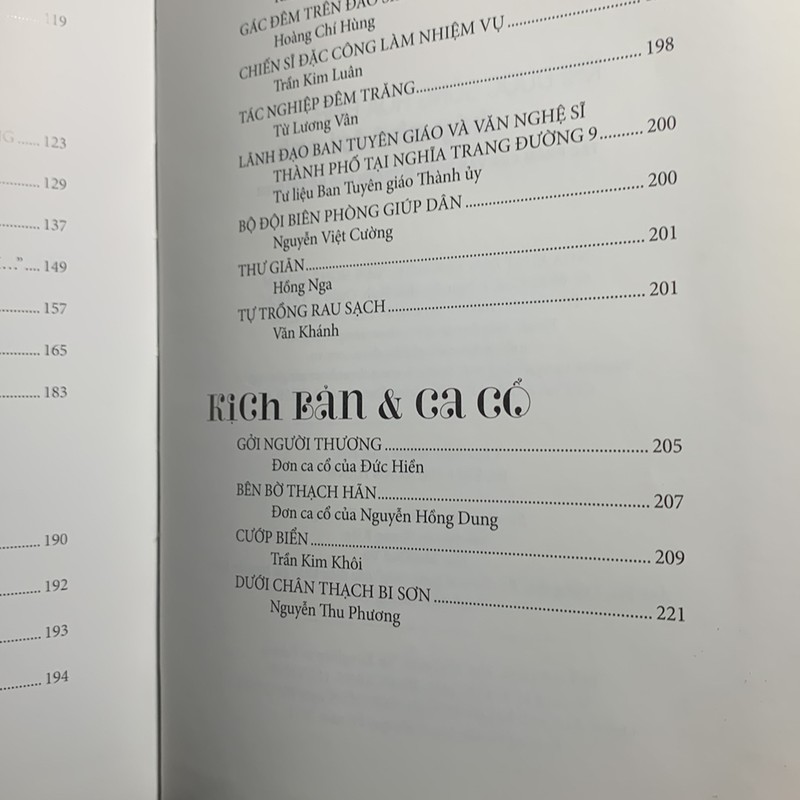 119
123
129
137
...”.... 149
157
165
183
190
192
193
194
GÁC ĐÊM TRÊN ĐẢO
Hoàng Chí Hùng
CHIẾN SĨ ĐẶC CÔNG LÀM NHIỆM VỤ
Trần Kim Luân
TÁC NGHIỆP ĐÊM TRĂNG 198
Từ Lương Vân
LÃNH ĐẠO BAN TUYÊN GIÁO VÀ VĂN NGHỆ SĨ
THÀNH PHỐ TẠI NGHĨA TRANG ĐƯỜNG 9 200
Tư liệu Ban Tuyên giáo Thành ủy
BỘ ĐỘI BIÊN PHÒNG GIÚP DÂN 200
Nguyễn Việt Cường
THƯ GIÃN 201
Hồng Nga
TỰ TRỒNG RAU SẠCH 201
Văn Khánh
KỊCH BẢN & CA CỔ
GỞI NGƯỜI THƯƠNG 205
Đơn ca cổ của Đức Hiền
BÊN BỜ THẠCH HÃN 207
Đơn ca cổ của Nguyễn Hồng Dung
CƯỚP BIỂN 209
Trần Kim Khôi
DƯỚI CHÂN THẠCH BI SƠN 221
Nguyễn Thu Phương